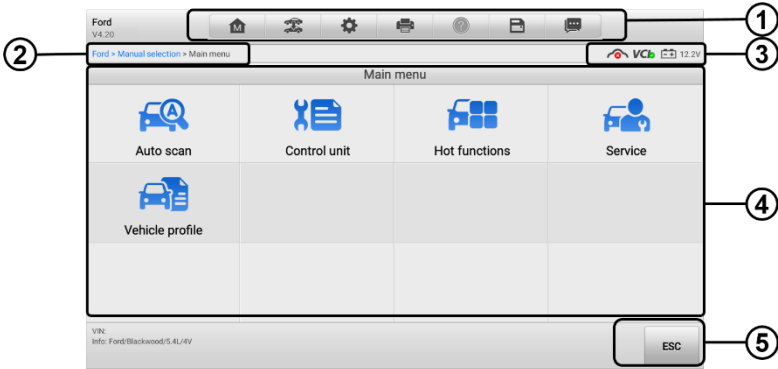 Ford
V4.20
M
1
2
Ford > Manual selection > Main menu
VCI 12.2V
3
Main menu
A
Auto scan
Control unit
Hot functions
Service
4
Vehicle profile
VIN:
Info: Ford/Blackwood/5.4L/4V
ESC
5